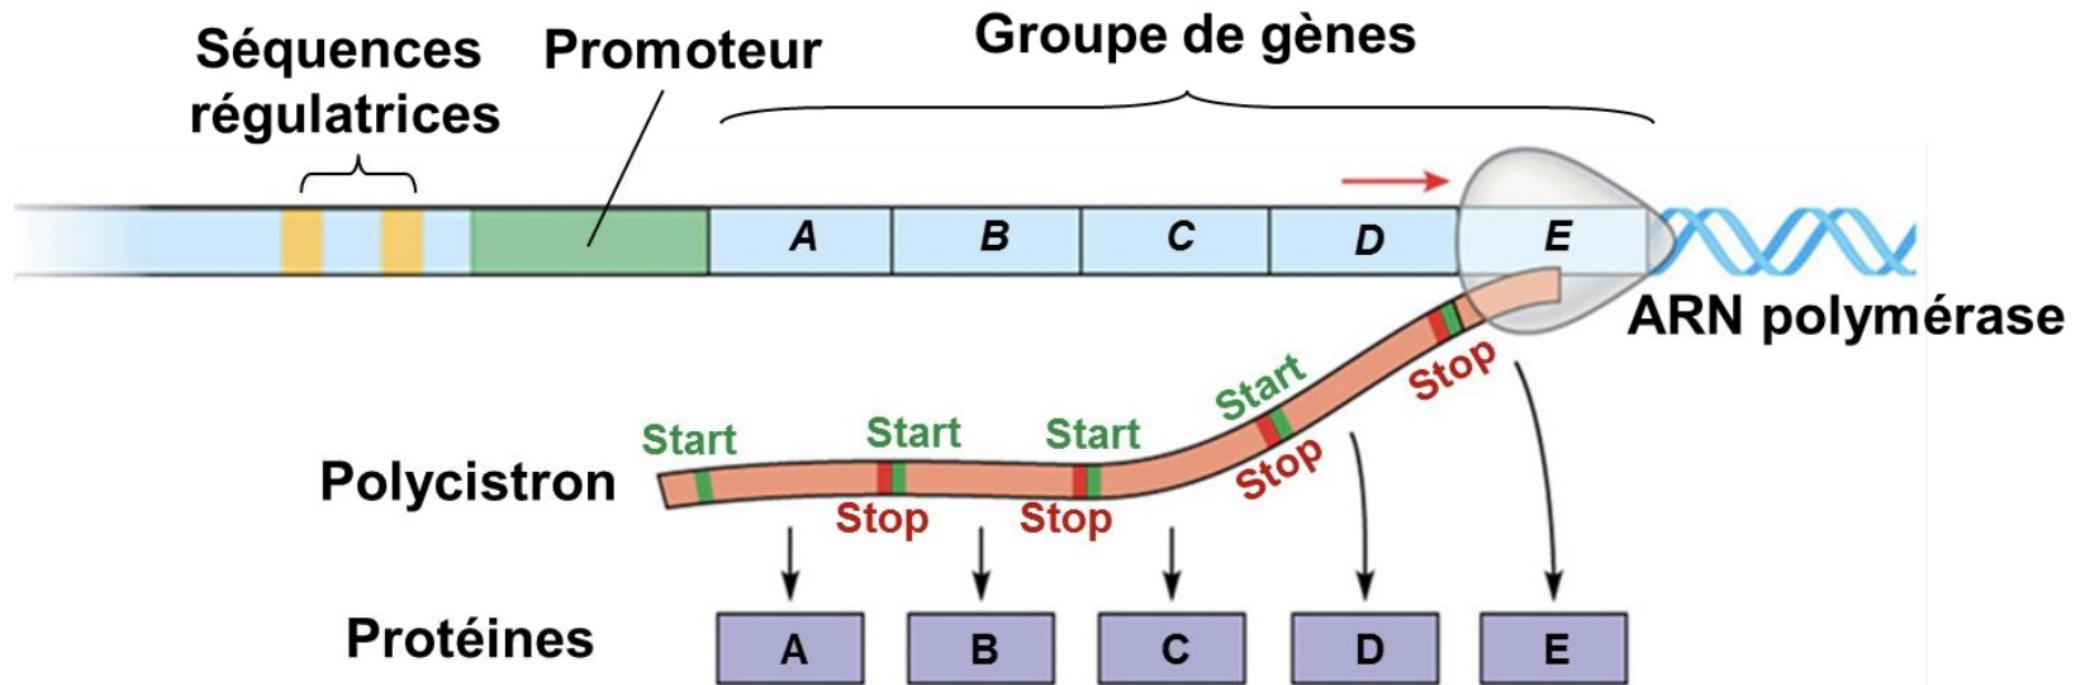 Séquences
régulatrices
Promoteur
Groupe de gènes
A B C D E
ARN polymérase
Start Start Start Start
Polycistron
Stop Stop Stop Stop
Protéines
A B C D E